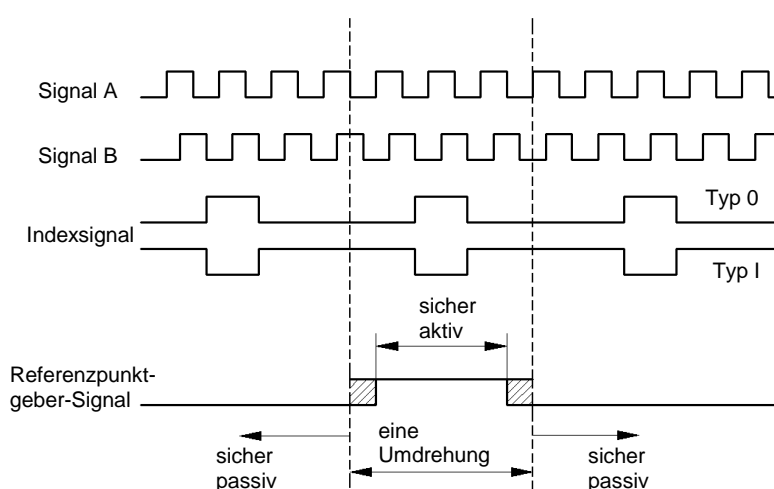 Signal A
Signal B
Typ 0
Indexsignal
Typ I
sicher
aktiv
Referenzpunkt-
geber-Signal
eine
Umdrehung
sicher
passiv
sicher
passiv